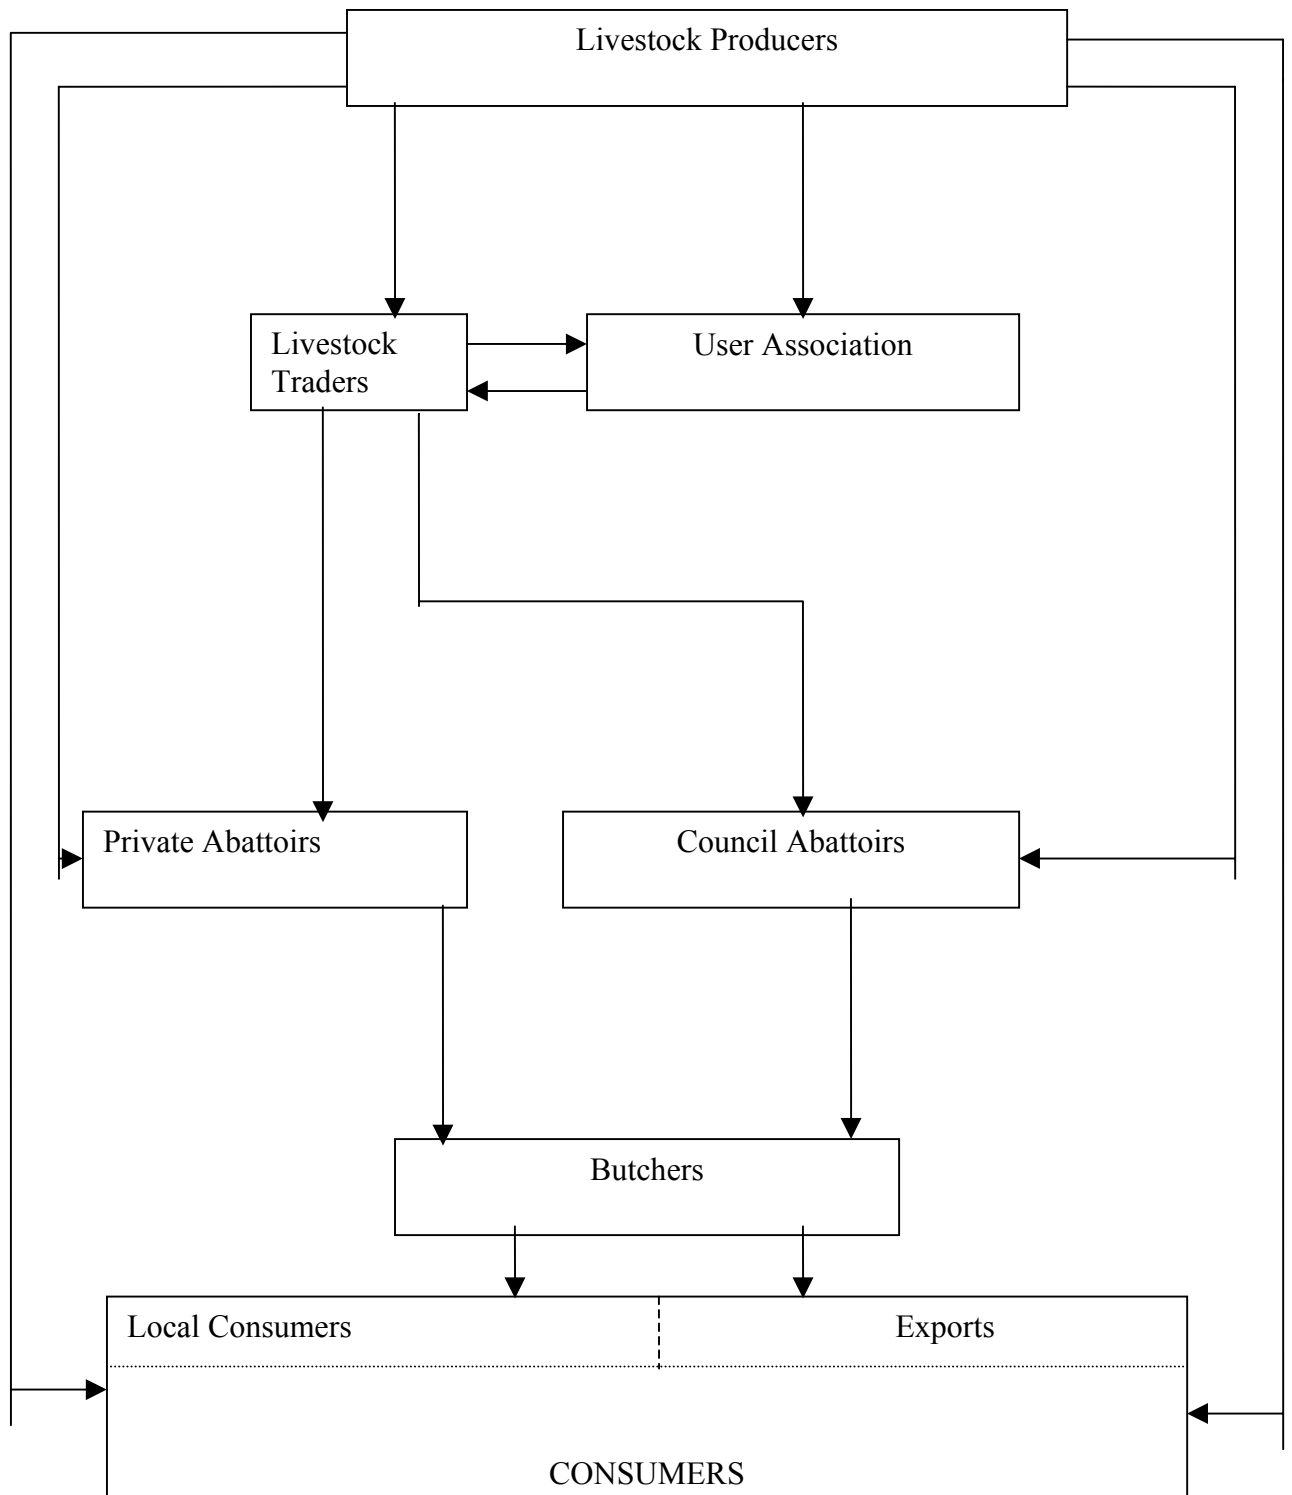 Livestock Producers
Livestock
Traders
User Association
Private Abattoirs
Council Abattoirs
Butchers
Local Consumers
Exports
CONSUMERS